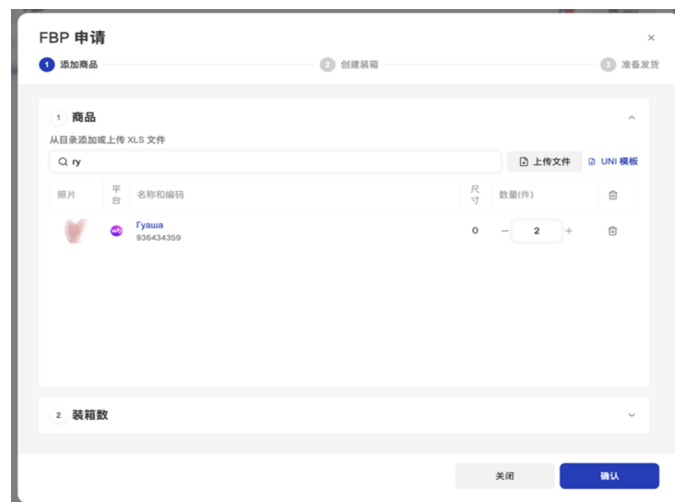 FBP 申请
×
1 添加商品
2 创建装箱
3 准备发货
1 商品
从目录添加或上传 XLS 文件
ry
上传文件
UNI 模板
照片
平台
名称和编码
尺寸
数量(件)
wb
Гуаша
936434359
0
− 2 +
2 装箱数
关闭
确认